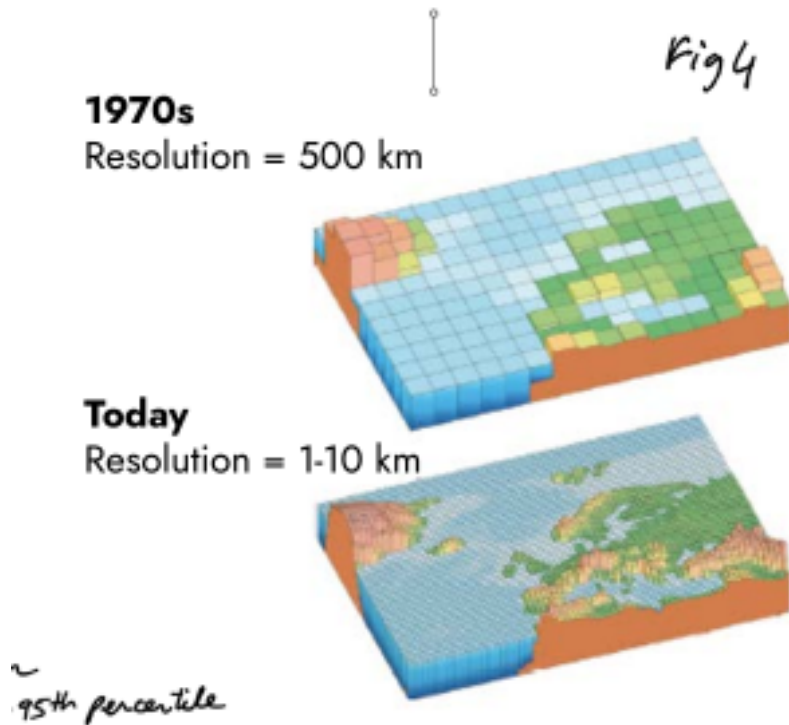 Fig 4
1970s
Resolution = 500 km
Today
Resolution = 1-10 km
95th percentile